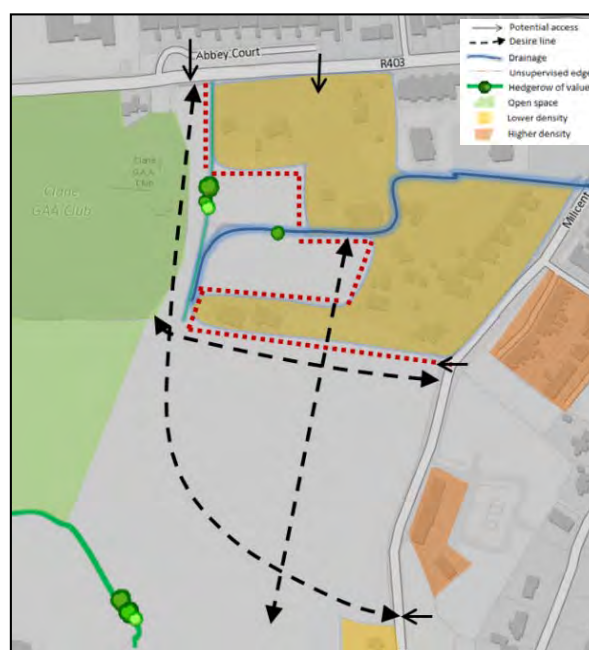 Abbey Court
R403
Potential access
Desire line
Drainage
Unsupervised edge
Hedgerow of value
Open space
Lower density
Higher density
Clane
G.A.A.
Club
Clane
GAA Club
Milicent